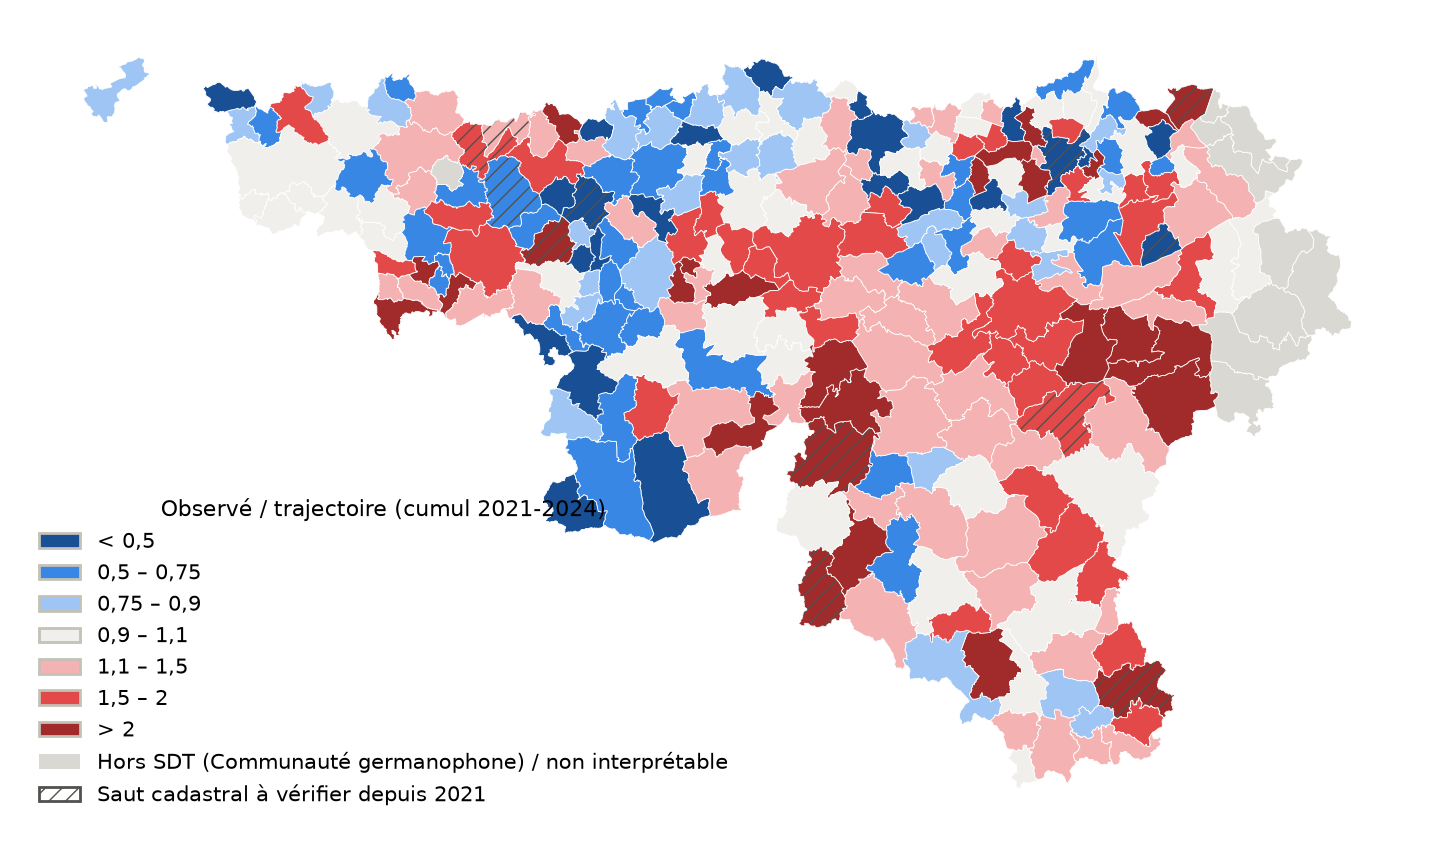 Observé / trajectoire (cumul 2021-2024)
< 0,5
0,5 – 0,75
0,75 – 0,9
0,9 – 1,1
1,1 – 1,5
1,5 – 2
> 2
Hors SDT (Communauté germanophone) / non interprétable
Saut cadastral à vérifier depuis 2021